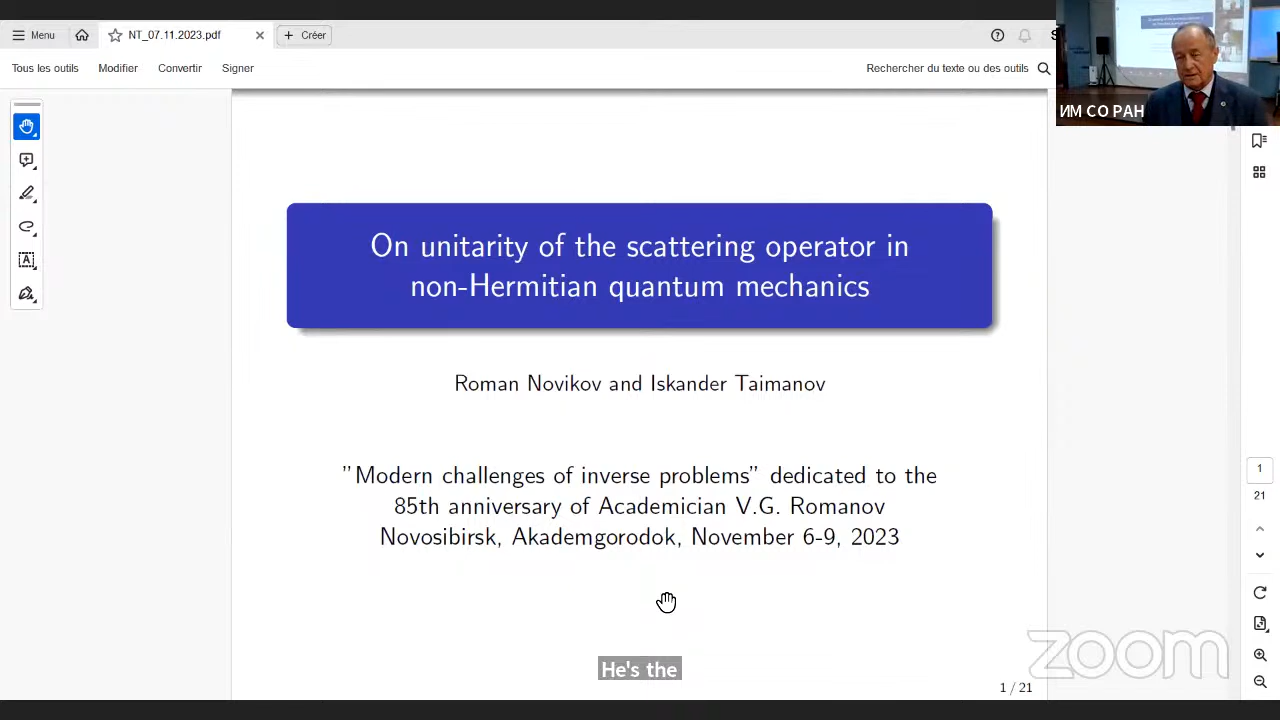 Menu
NT_07.11.2023.pdf
Créer
Tous les outils
Modifier
Convertir
Signer
Rechercher du texte ou des outils
ИМ СО РАН
On unitarity of the scattering operator in
non-Hermitian quantum mechanics
Roman Novikov and Iskander Taimanov
"Modern challenges of inverse problems" dedicated to the
85th anniversary of Academician V.G. Romanov
Novosibirsk, Akademgorodok, November 6-9, 2023
1
21
zoom
He's the
1 / 21